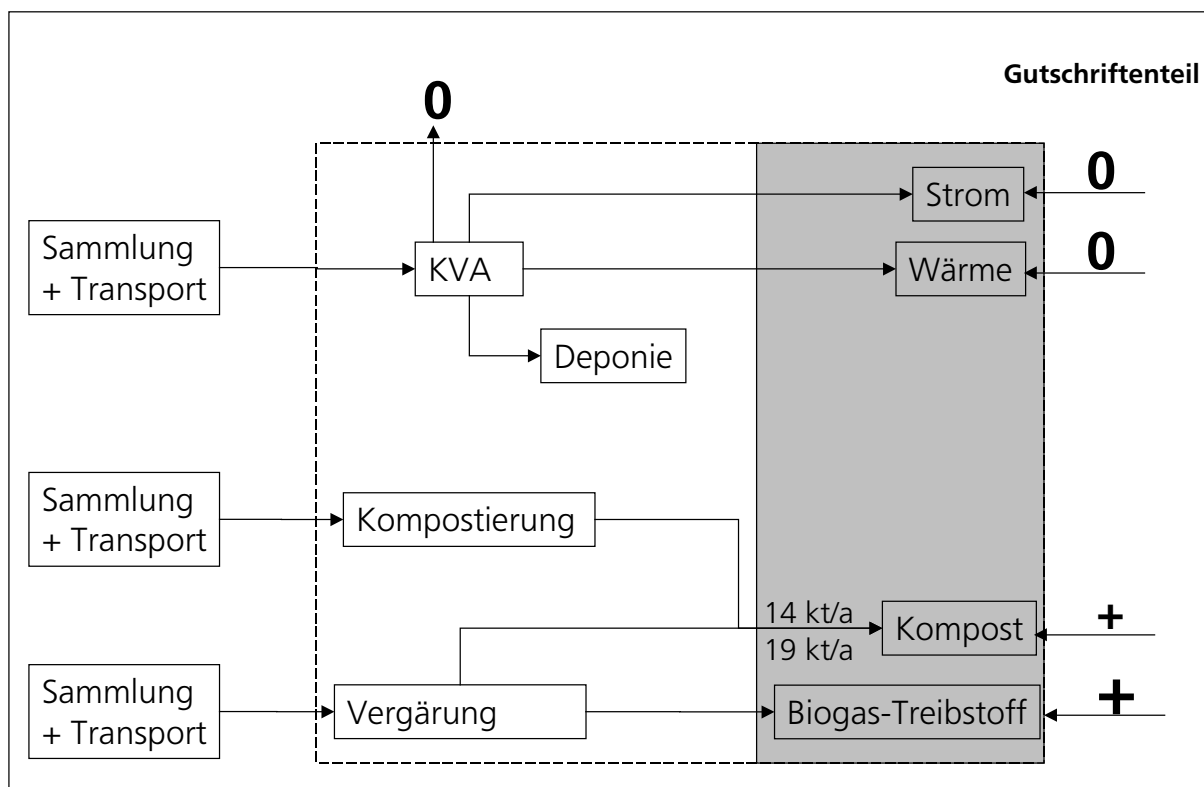 Gutschriftenteil
0
Strom
0
Sammlung
+ Transport
KVA
Wärme
0
Deponie
Sammlung
+ Transport
Kompostierung
14 kt/a
19 kt/a
Kompost
+
Sammlung
+ Transport
Vergärung
Biogas-Treibstoff
+